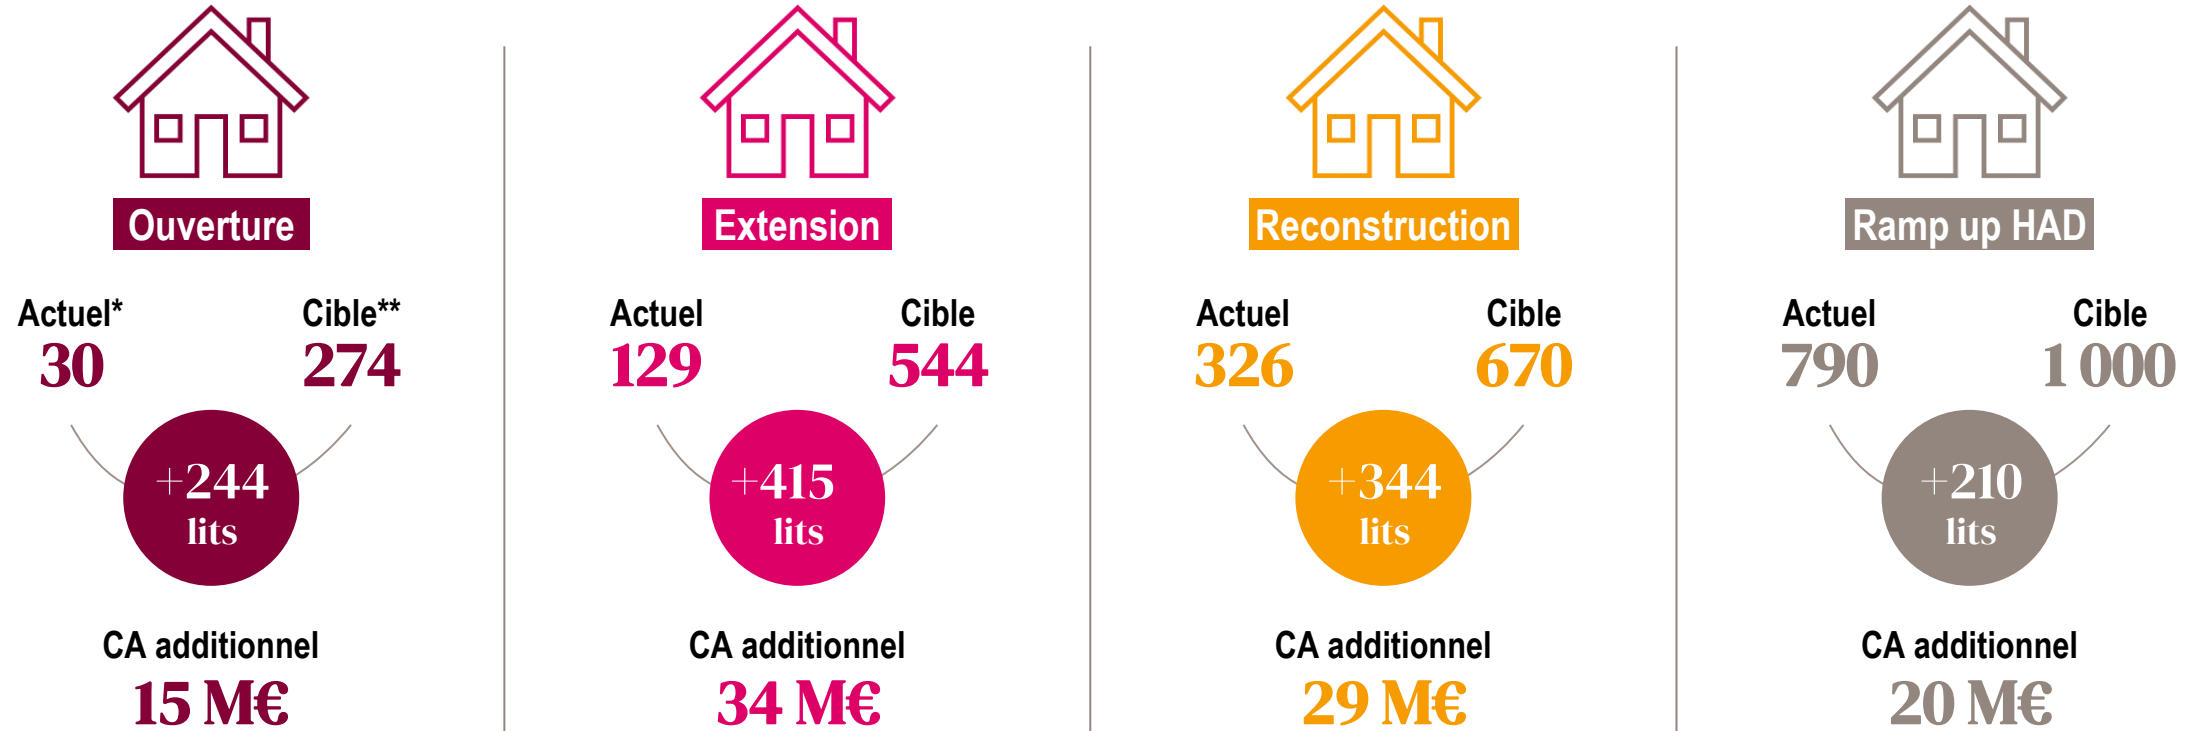 Ouverture
Actuel* Cible**
30 274
+244
lits
CA additionnel
15 M€
Extension
Actuel Cible
129 544
+415
lits
CA additionnel
34 M€
Reconstruction
Actuel Cible
326 670
+344
lits
CA additionnel
29 M€
Ramp up HAD
Actuel Cible
790 1 000
+210
lits
CA additionnel
20 M€